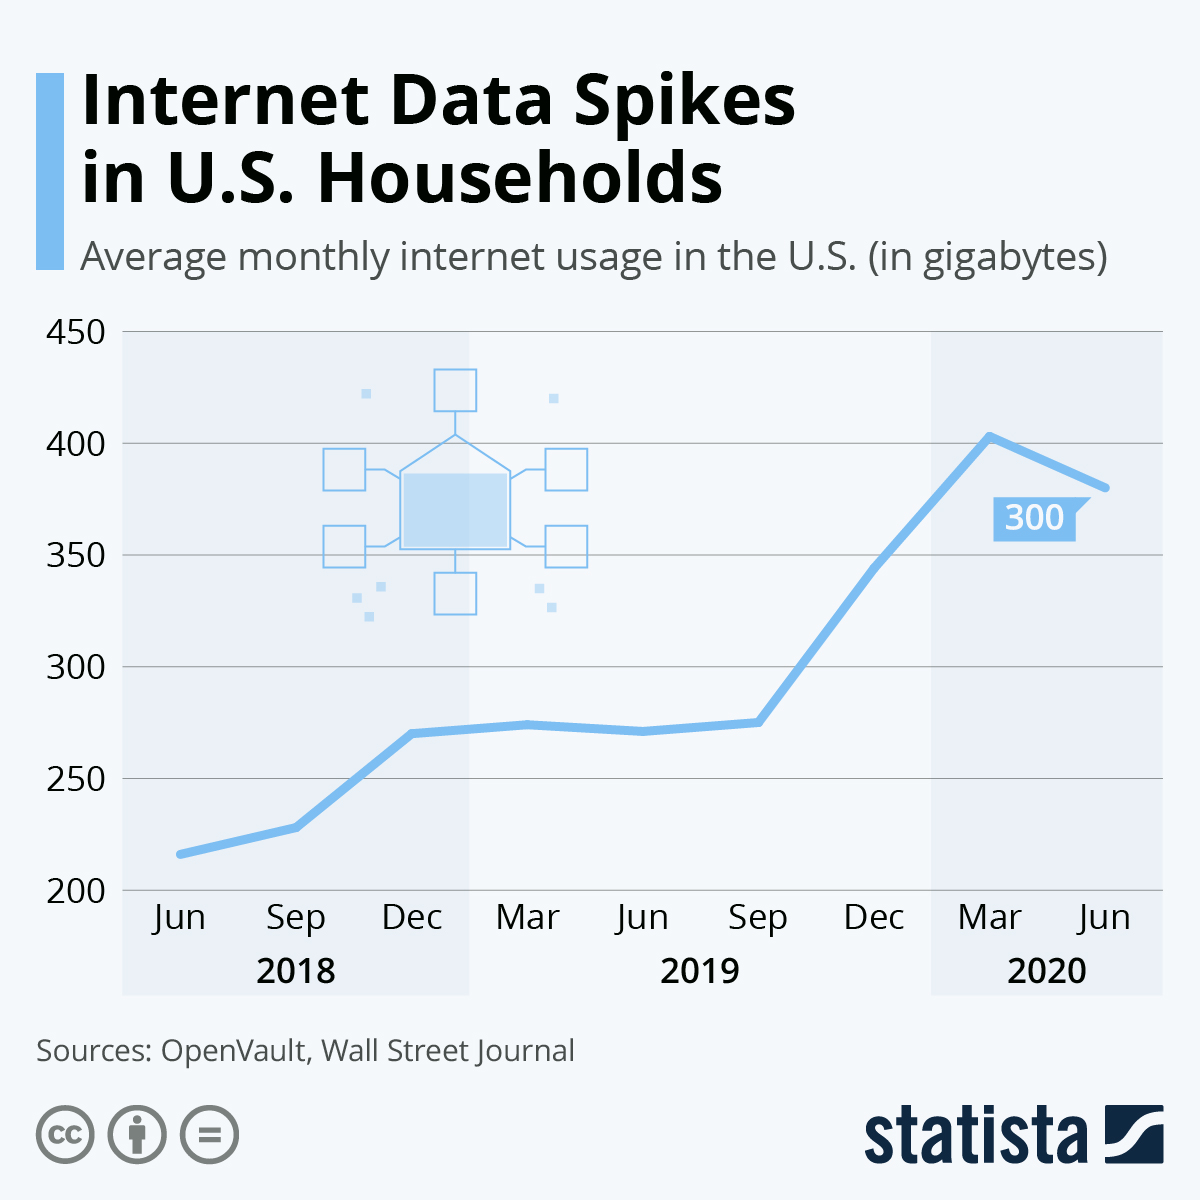 Internet Data Spikes
in U.S. Households
Average monthly internet usage in the U.S. (in gigabytes)
450
400
350
300
250
200
300
Jun Sep Dec Mar Jun Sep Dec Mar Jun
2018 2019 2020
Sources: OpenVault, Wall Street Journal
cc
statista